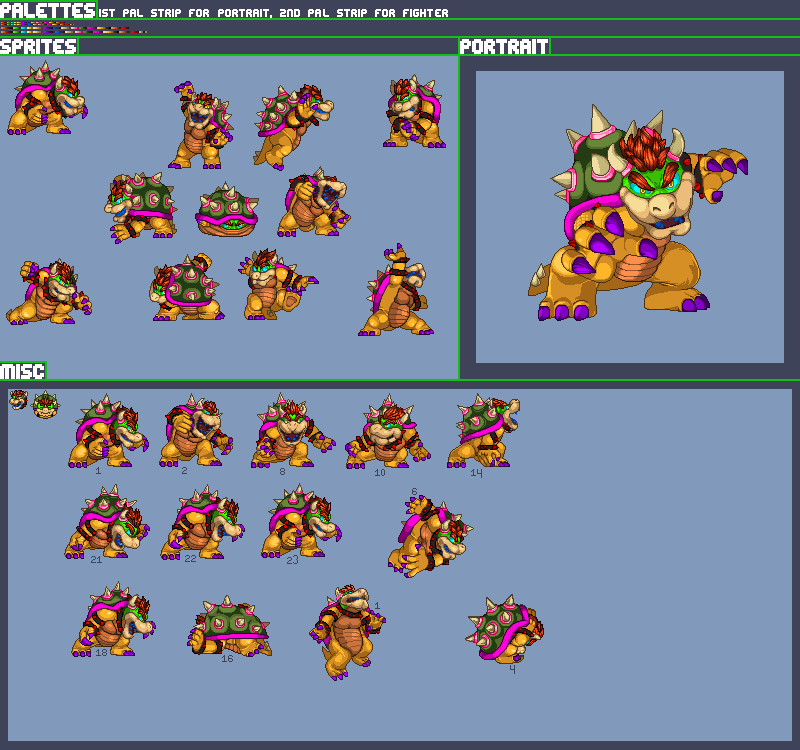 PALETTES 1ST PAL STRIP FOR PORTRAIT, 2ND PAL STRIP FOR FIGHTER
SPRITES
PORTRAIT
MISC
1 2 8 10 14
6
21 22 23
1
18 16
4